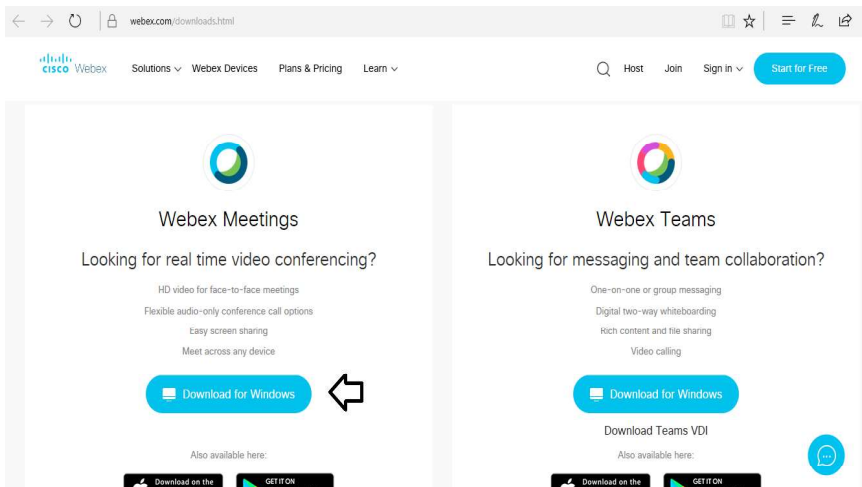 webex.com/downloads.html
CISCO Webex Solutions Webex Devices Plans & Pricing Learn Host Join Sign in Start for Free
Webex Meetings
Looking for real time video conferencing?
HD video for face-to-face meetings
Flexible audio-only conference call options
Easy screen sharing
Meet across any device
Download for Windows
Also available here:
Download on the
GET IT ON
Webex Teams
Looking for messaging and team collaboration?
One-on-one or group messaging
Digital two-way whiteboarding
Rich content and file sharing
Video calling
Download for Windows
Download Teams VDI
Also available here:
Download on the
GET IT ON